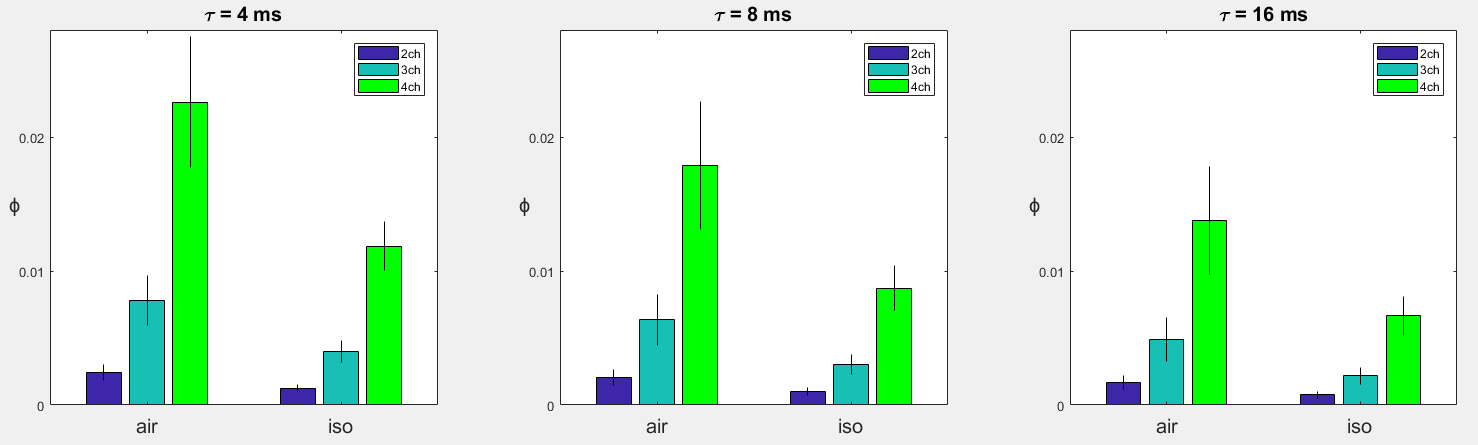 τ = 4 ms
2ch
3ch
4ch
0.02
0.01
0
ϕ
air iso
τ = 8 ms
2ch
3ch
4ch
0.02
0.01
0
ϕ
air iso
τ = 16 ms
2ch
3ch
4ch
0.02
0.01
0
ϕ
air iso